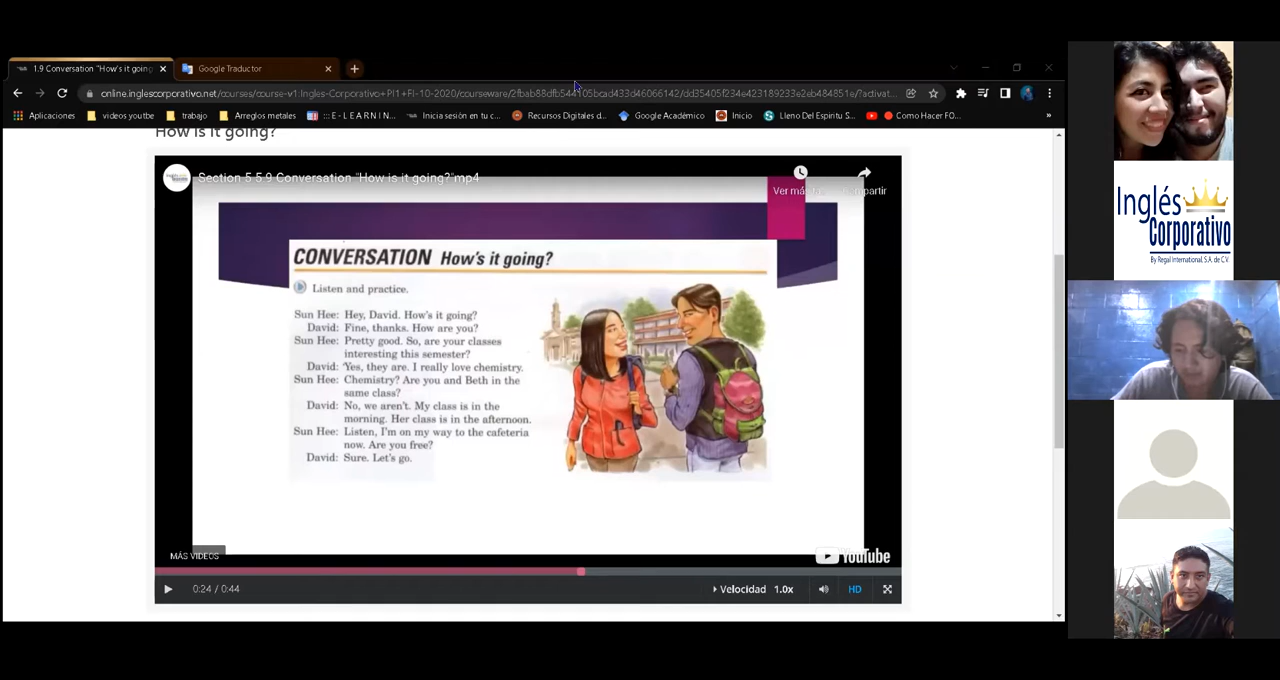 1.9 Conversation "How's it going
Google Traductor
online.inglescorporativo.net/courses/course-v1:Ingles-Corporativo+PI1+FI-10-2020/courseware/2fbab88dfb544105bcad433d46066142/dd35405f234e423189233e2eb484851e/?activat...
Aplicaciones
videos youtbe
trabajo
Arreglos metales
::: E - L E A R N I N...
Inicia sesión en tu c...
Recursos Digitales d...
Google Académico
Inicio
Lleno Del Espiritu S...
Como Hacer FO...
»
How is it going?
Section 5 5.9 Conversation "How is it going?"mp4
Ver más
mpartir
CONVERSATION How's it going?
Listen and practice.
Sun Hee: Hey, David. How's it going?
David: Fine, thanks. How are you?
Sun Hee: Pretty good. So, are your classes
interesting this semester?
David: Yes, they are. I really love chemistry.
Sun Hee: Chemistry? Are you and Beth in the
same class?
David: No, we aren't. My class is in the
morning. Her class is in the afternoon.
Sun Hee: Listen, I'm on my way to the cafeteria
now. Are you free?
David: Sure. Let's go.
MÁS VIDEOS
YouTube
0:24 / 0:44
Velocidad 1.0x
HD
Inglés
Corporativo
By Regal International, S.A. de C.V.